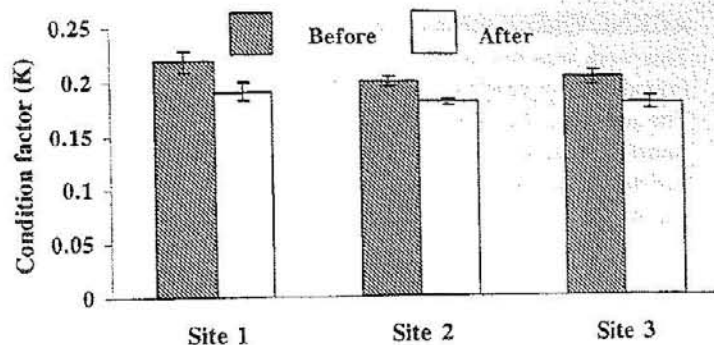 0.25
Before
After
0.2
0.15
0.1
0.05
0
Condition factor (K)
Site 1
Site 2
Site 3